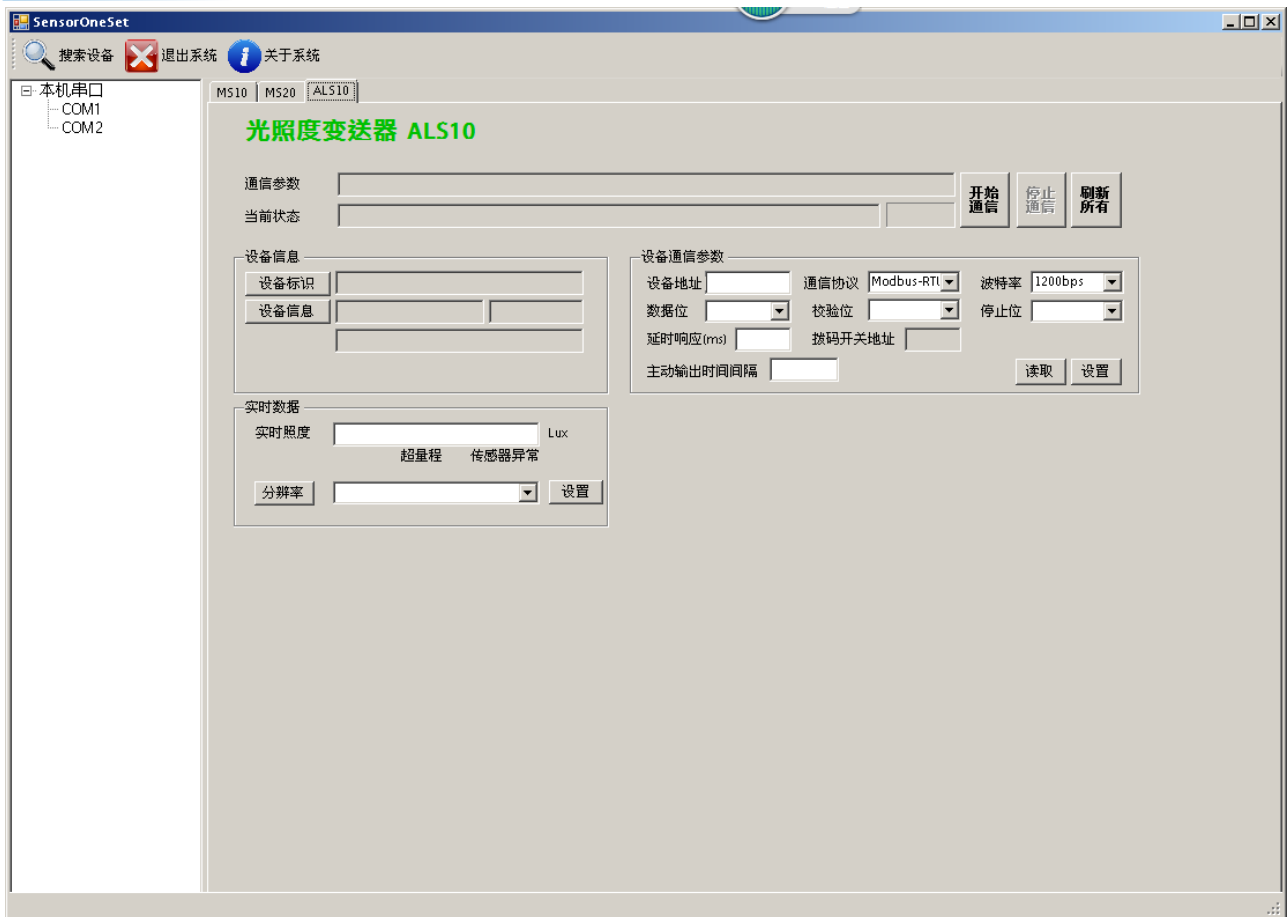 SensorOneSet
搜索设备 退出系统 关于系统
本机串口
COM1
COM2
MS10 MS20 ALS10
光照度变送器 ALS10
通信参数
当前状态
开始通信
停止通信
刷新所有
设备信息
设备标识
设备信息
设备通信参数
设备地址 通信协议 Modbus-RTU 波特率 1200bps
数据位 校验位 停止位
延时响应(ms) 拨码开关地址
主动输出时间间隔 读取 设置
实时数据
实时照度 Lux
超量程 传感器异常
分辨率 设置